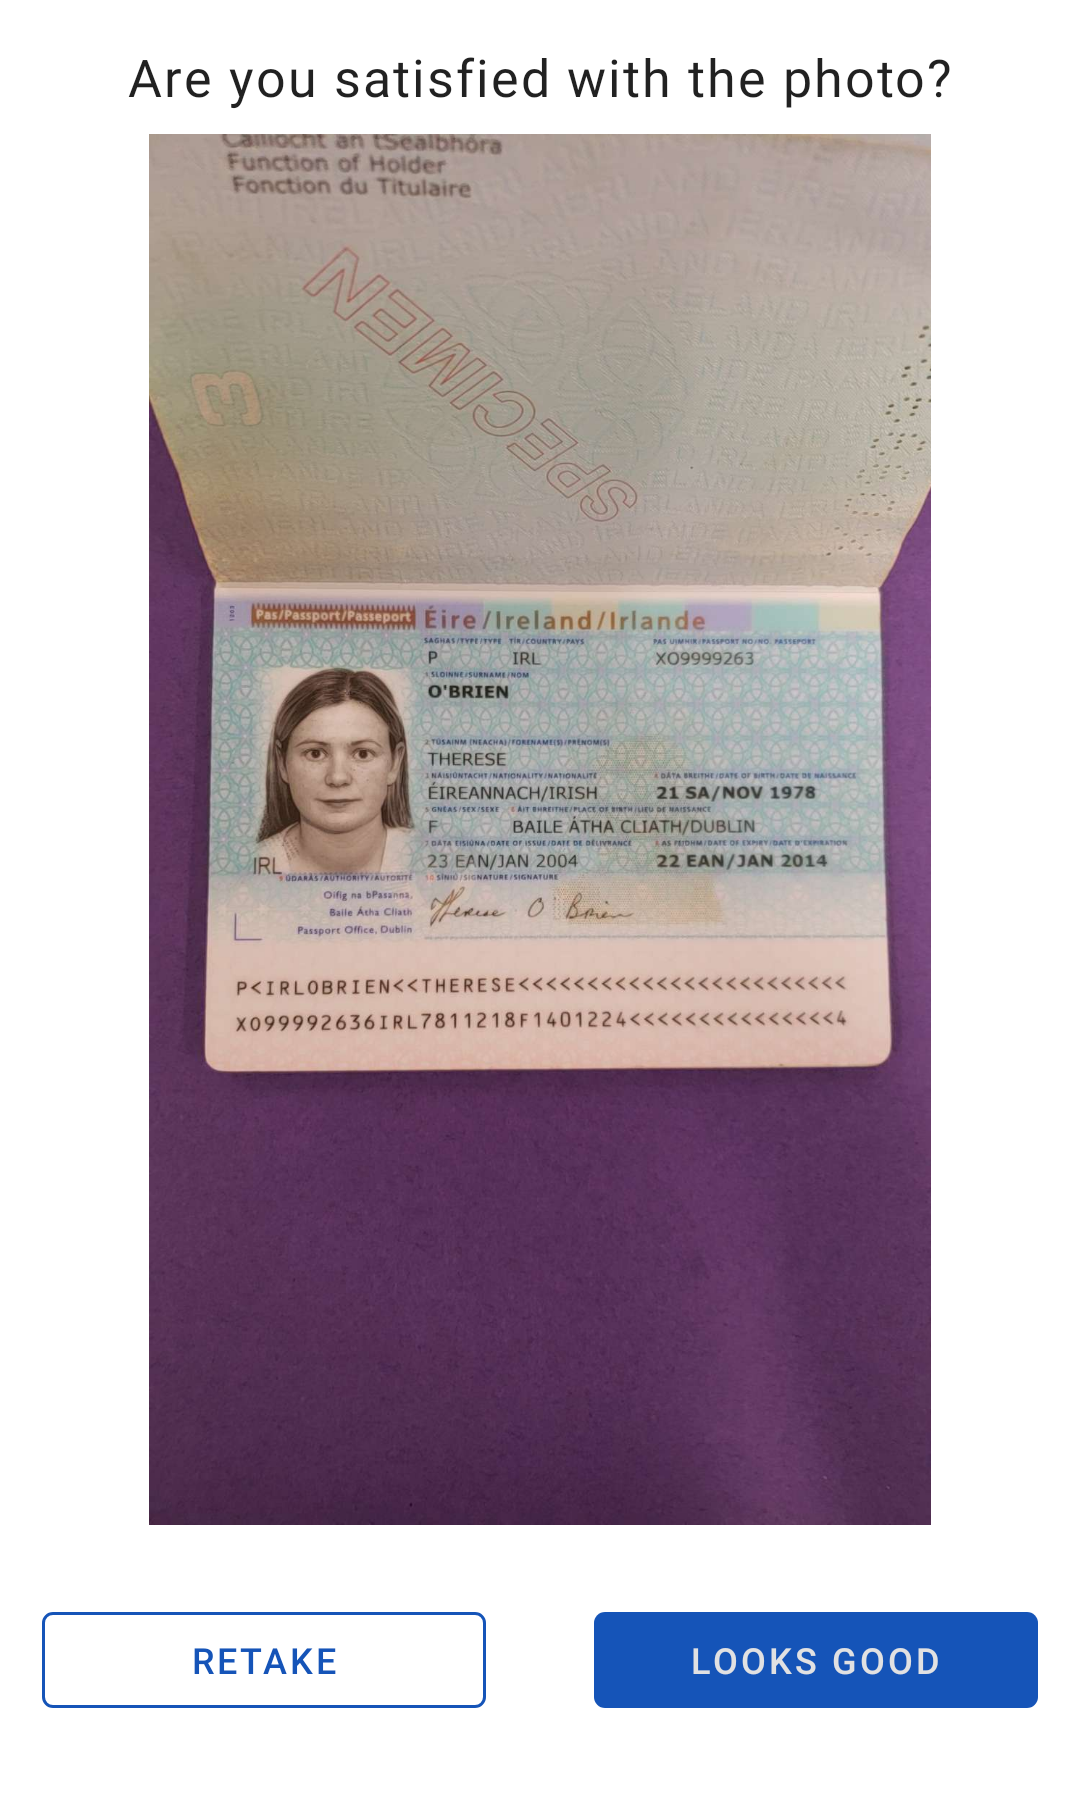 Are you satisfied with the photo?
Cáilíocht an tSealbhóra
Function of Holder
Fonction du Titulaire
SPECIMEN
3
Pas/Passport/Passeport
Éire/Ireland/Irlande
SAGHAS/TYPE/TYPE TÍR/COUNTRY/PAYS PAS UIMHIR/PASSPORT NO/NO. PASSEPORT
P IRL XO9999263
1 SLOINNE/SURNAME/NOM
O'BRIEN
2 TÚSAINM (NEACHA)/FORENAME(S)/PRÉNOM(S)
THERESE
3 NÁISIÚNTACHT/NATIONALITY/NATIONALITÉ 4 DÁTA BREITHE/DATE OF BIRTH/DATE DE NAISSANCE
ÉIREANNACH/IRISH 21 SA/NOV 1978
5 GNÉAS/SEX/SEXE 6 ÁIT BHREITHE/PLACE OF BIRTH/LIEU DE NAISSANCE
F BAILE ÁTHA CLIATH/DUBLIN
7 DÁTA EISIÚNA/DATE OF ISSUE/DATE DE DÉLIVRANCE 8 AS FEIDHM/DATE OF EXPIRY/DATE D'EXPIRATION
23 EAN/JAN 2004 22 EAN/JAN 2014
IRL
9 ÚDARÁS/AUTHORITY/AUTORITÉ 10 SÍNIÚ/SIGNATURE/SIGNATURE
Oifig na bPasanna,
Baile Átha Cliath
Passport Office, Dublin
Therese O' Brien
P<IRLOBRIEN<<THERESE<<<<<<<<<<<<<<<<<<<<<<<<
XO99992636IRL7811218F1401224<<<<<<<<<<<<<<<4
RETAKE
LOOKS GOOD